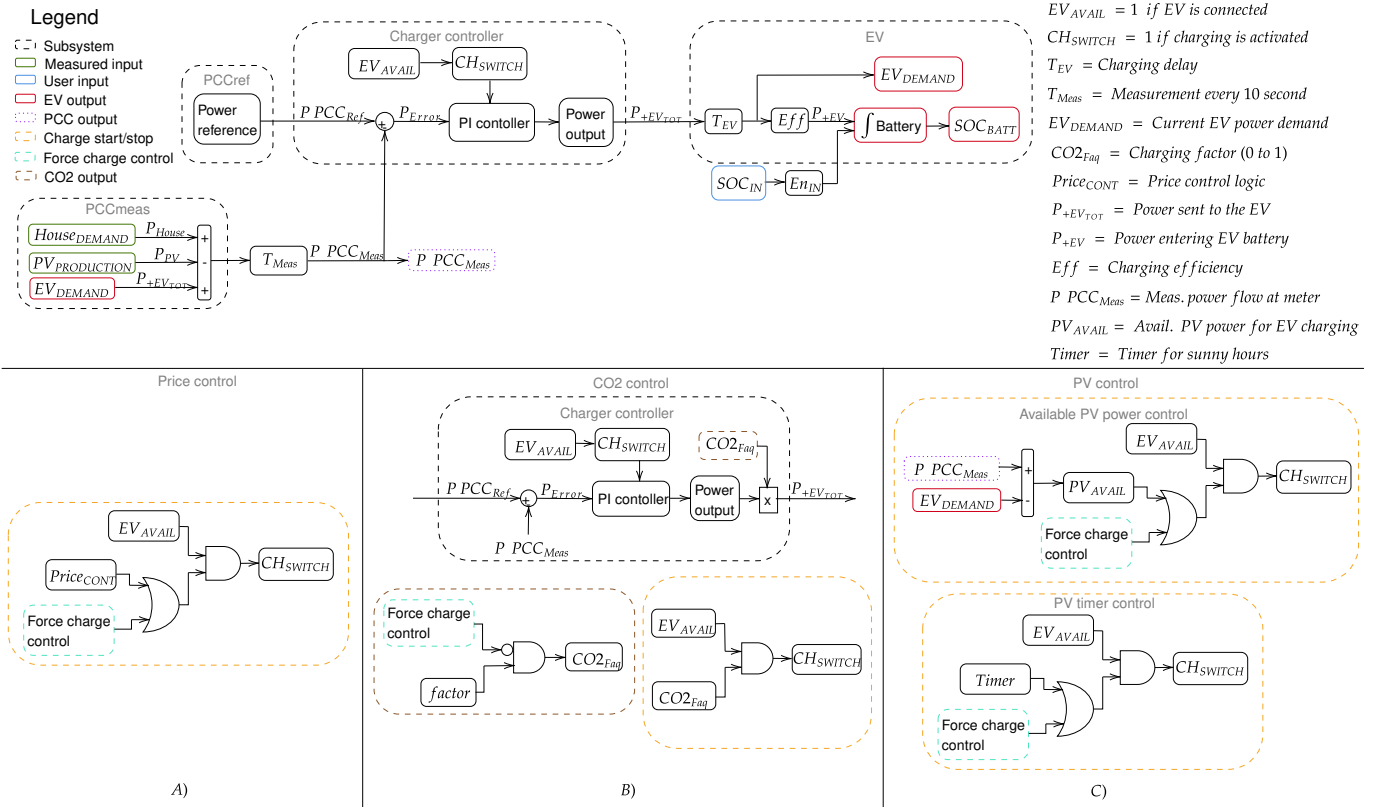 Legend
Subsystem
Measured input
User input
EV output
PCC output
Charge start/stop
Force charge control
CO2 output
PCCref
Power
reference
P PCC_Ref
Charger controller
EV_AVAIL
CH_SWITCH
+
P_Error
PI contoller
Power
output
P_+EV_TOT
EV
EV_DEMAND
T_EV
Eff
P_+EV
∫ Battery
SOC_BATT
SOC_IN
En_IN
PCCmeas
House_DEMAND
P_House
+
PV_PRODUCTION
P_PV
-
EV_DEMAND
P_+EV_TOT
+
T_Meas
P PCC_Meas
P PCC_Meas
EV_AVAIL = 1 if EV is connected
CH_SWITCH = 1 if charging is activated
T_EV = Charging delay
T_Meas = Measurement every 10 second
EV_DEMAND = Current EV power demand
CO2_Faq = Charging factor (0 to 1)
Price_CONT = Price control logic
P_+EV_TOT = Power sent to the EV
P_+EV = Power entering EV battery
Eff = Charging efficiency
P PCC_Meas = Meas. power flow at meter
PV_AVAIL = Avail. PV power for EV charging
Timer = Timer for sunny hours
Price control
EV_AVAIL
Price_CONT
Force charge
control
CH_SWITCH
A)
CO2 control
Charger controller
EV_AVAIL
CH_SWITCH
CO2_Faq
P PCC_Ref
+
P_Error
PI contoller
Power
output
x
P_+EV_TOT
P PCC_Meas
Force charge
control
factor
CO2_Faq
EV_AVAIL
CO2_Faq
CH_SWITCH
B)
PV control
Available PV power control
EV_AVAIL
P PCC_Meas
+
EV_DEMAND
-
PV_AVAIL
Force charge
control
CH_SWITCH
PV timer control
EV_AVAIL
Timer
Force charge
control
CH_SWITCH
C)